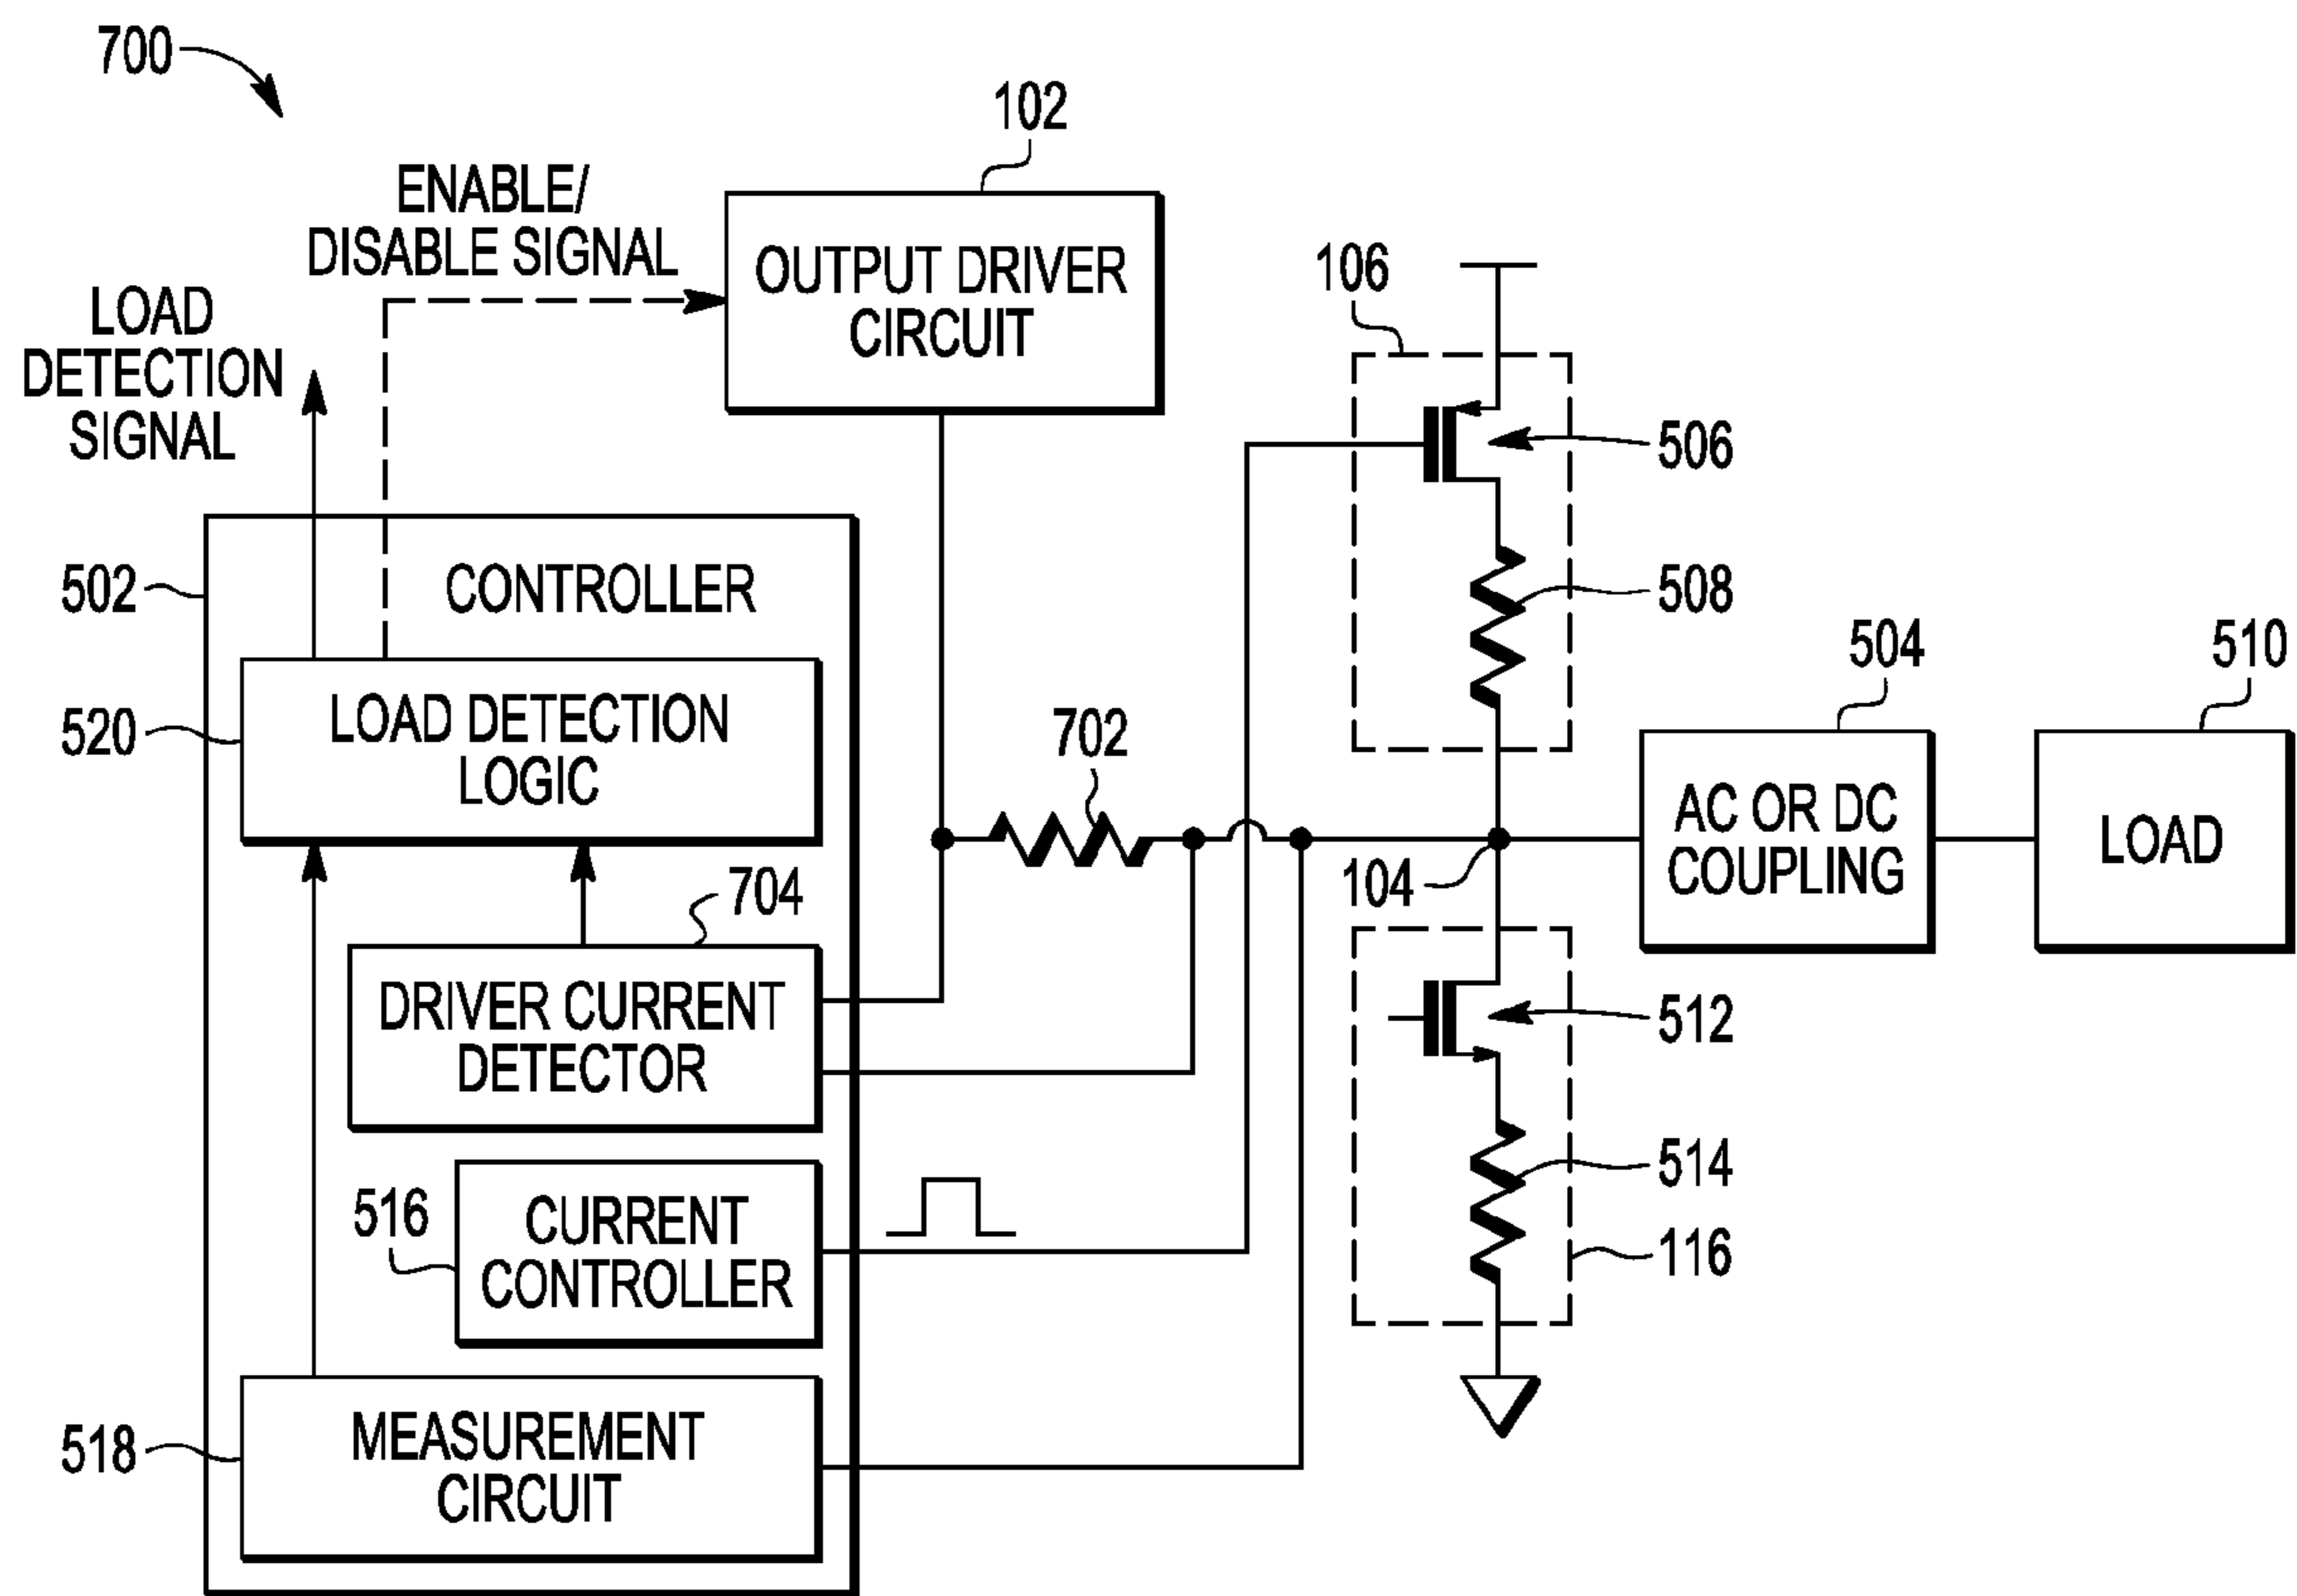 700
102
ENABLE/
DISABLE SIGNAL
OUTPUT DRIVER
CIRCUIT
106
LOAD
DETECTION
SIGNAL
506
502
CONTROLLER
508
504
510
520
LOAD DETECTION
LOGIC
702
AC OR DC
COUPLING
LOAD
104
704
DRIVER CURRENT
DETECTOR
512
516
CURRENT
CONTROLLER
514
116
518
MEASUREMENT
CIRCUIT